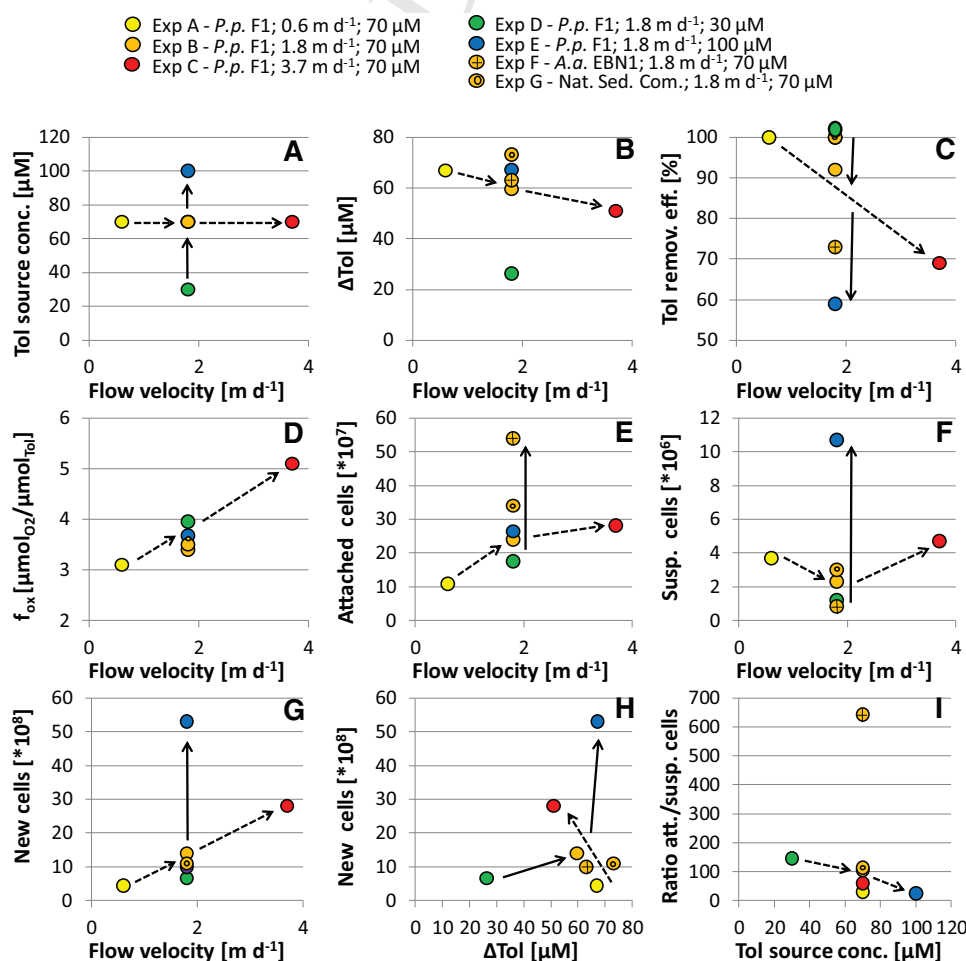 Exp A - P.p. F1; 0.6 m d⁻¹; 70 µM
Exp B - P.p. F1; 1.8 m d⁻¹; 70 µM
Exp C - P.p. F1; 3.7 m d⁻¹; 70 µM
Exp D - P.p. F1; 1.8 m d⁻¹; 30 µM
Exp E - P.p. F1; 1.8 m d⁻¹; 100 µM
Exp F - A.a. EBN1; 1.8 m d⁻¹; 70 µM
Exp G - Nat. Sed. Com.; 1.8 m d⁻¹; 70 µM
A
Tol source conc. [µM]
120
100
80
60
40
20
0
0 2 4
Flow velocity [m d⁻¹]
B
ΔTol [µM]
80
60
40
20
0
0 2 4
Flow velocity [m d⁻¹]
C
Tol remov. eff. [%]
100
90
80
70
60
50
0 2 4
Flow velocity [m d⁻¹]
D
fox [µmolO2/µmolTol]
6
5
4
3
2
0 2 4
Flow velocity [m d⁻¹]
E
Attached cells [*10⁷]
60
50
40
30
20
10
0
0 2 4
Flow velocity [m d⁻¹]
F
Susp. cells [*10⁶]
12
10
8
6
4
2
0
0 2 4
Flow velocity [m d⁻¹]
G
New cells [*10⁸]
60
50
40
30
20
10
0
0 2 4
Flow velocity [m d⁻¹]
H
New cells [*10⁸]
60
50
40
30
20
10
0
0 10 20 30 40 50 60 70 80
ΔTol [µM]
I
Ratio att./susp. cells
700
600
500
400
300
200
100
0
0 20 40 60 80 100 120
Tol source conc. [µM]